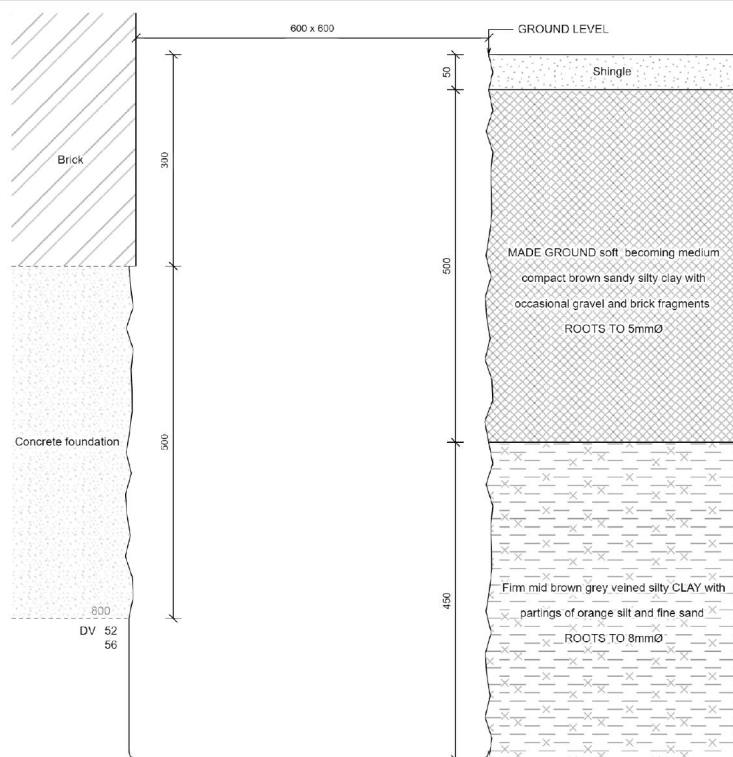 600 x 600
GROUND LEVEL
50
Shingle
Brick
300
MADE GROUND soft becoming medium
compact brown sandy silty clay with
occasional gravel and brick fragments
ROOTS TO 5mmØ
500
Concrete foundation
500
Firm mid brown grey veined silty CLAY with
partings of orange silt and fine sand
ROOTS TO 8mmØ
450
800
DV 52
56